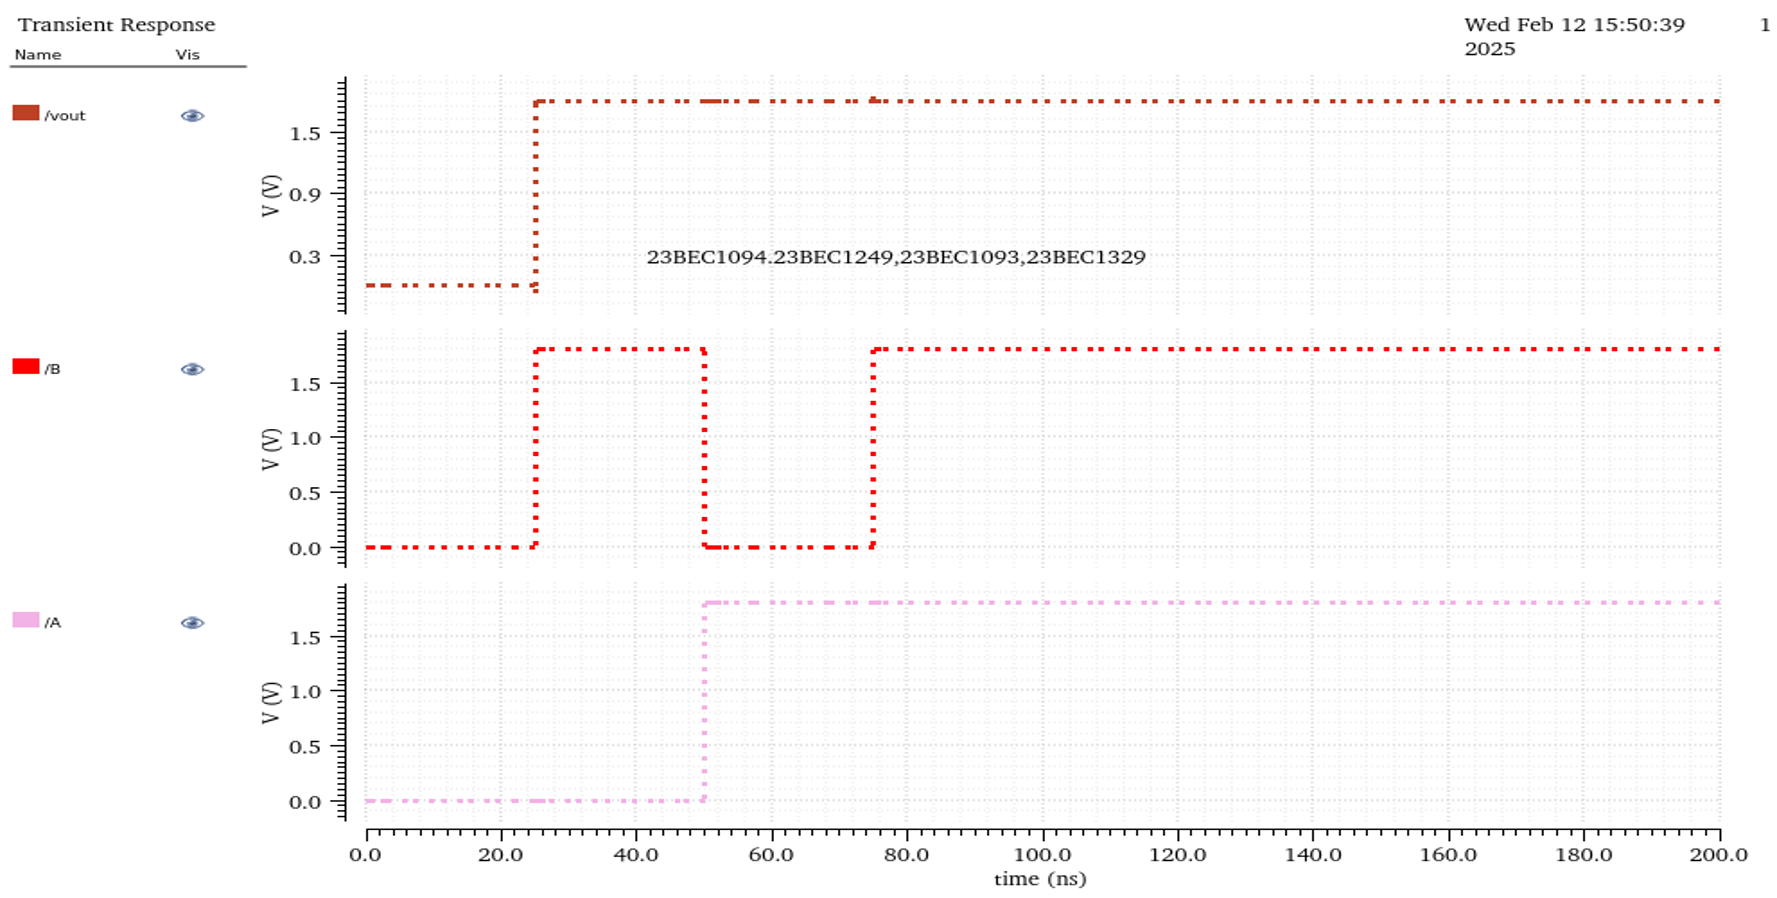 Transient Response
Wed Feb 12 15:50:39 1
2025
Name Vis
/vout
1.5
0.9
0.3
V (V)
23BEC1094.23BEC1249,23BEC1093,23BEC1329
/B
1.5
1.0
0.5
0.0
V (V)
/A
1.5
1.0
0.5
0.0
V (V)
0.0 20.0 40.0 60.0 80.0 100.0 120.0 140.0 160.0 180.0 200.0
time (ns)